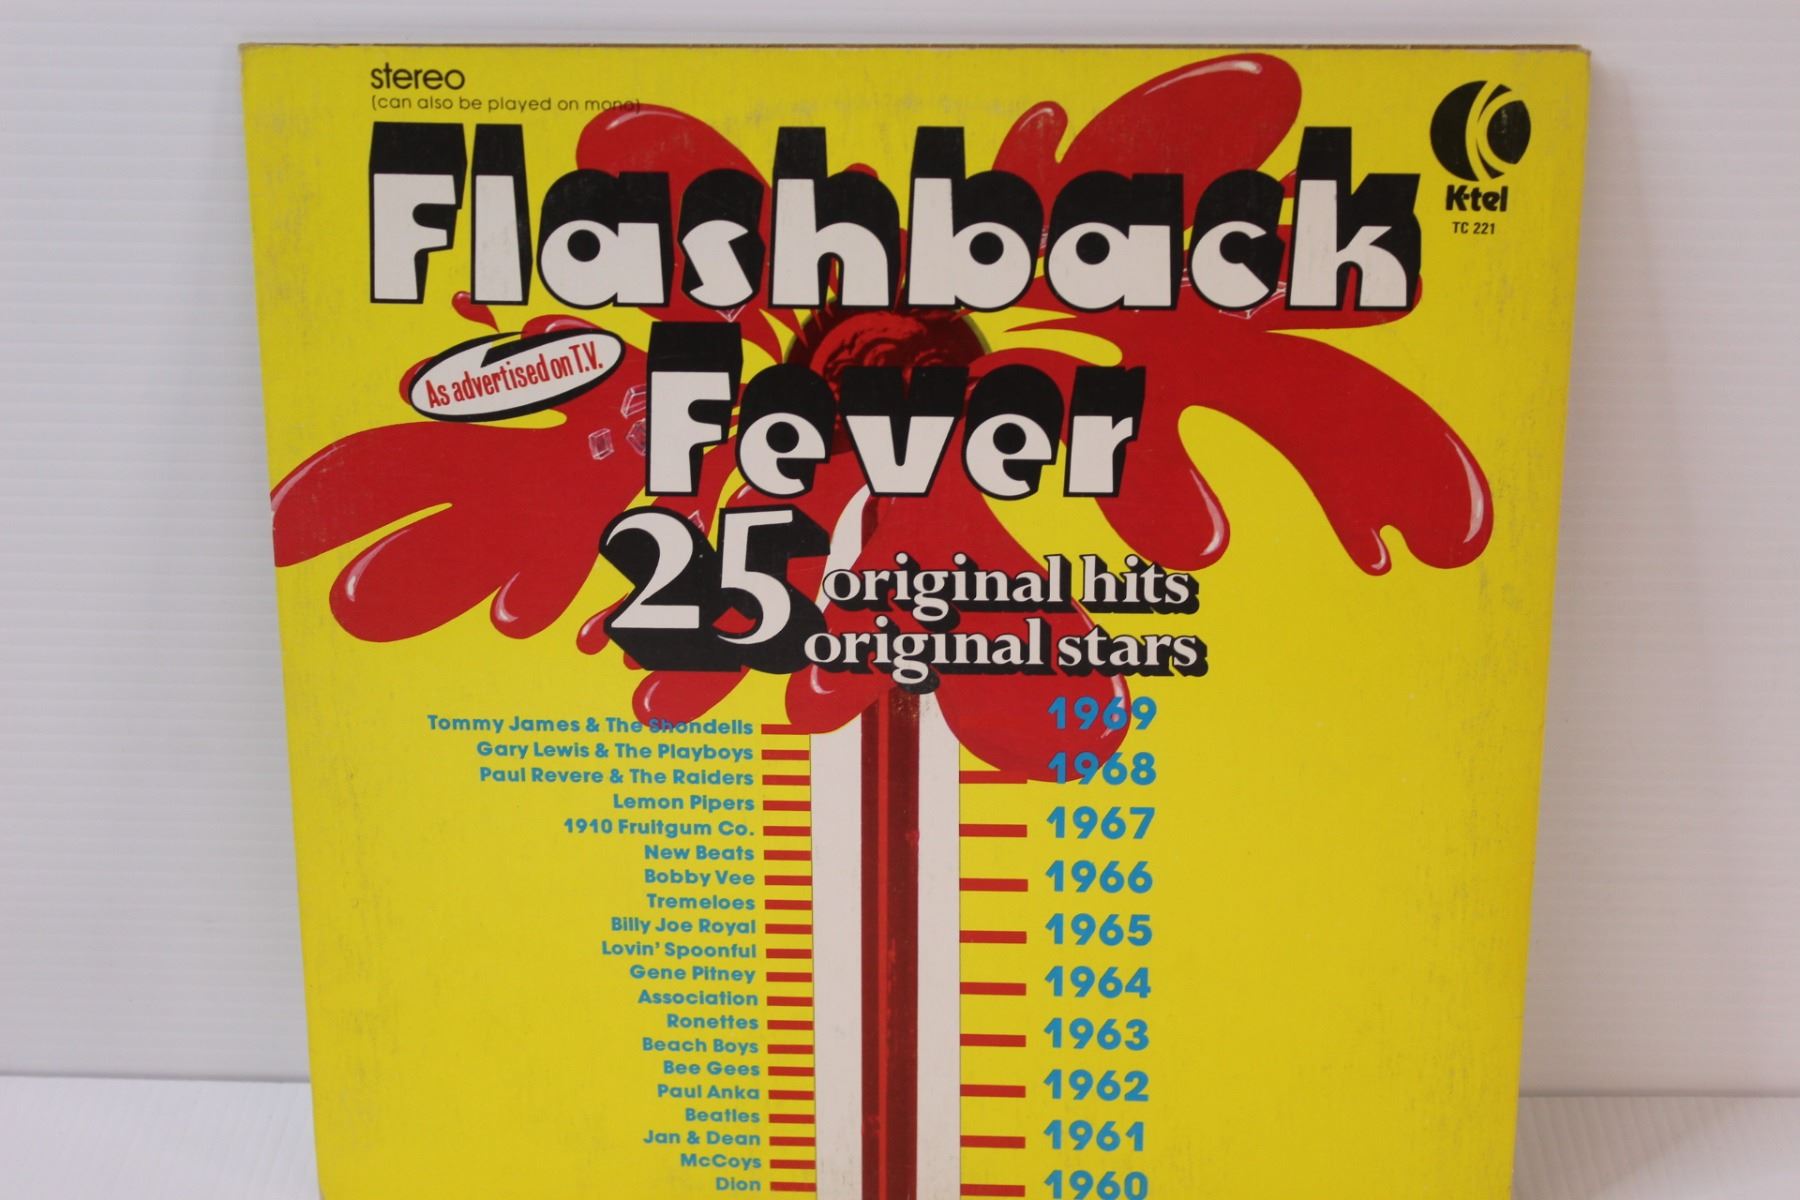 stereo
(can also be played on mono)
Flashback
K-tel
TC 221
As advertised on T.V.
Fever
25 original hits
original stars
Tommy James & The Shondells
Gary Lewis & The Playboys
Paul Revere & The Raiders
Lemon Pipers
1910 Fruitgum Co.
New Beats
Bobby Vee
Tremeloes
Billy Joe Royal
Lovin' Spoonful
Gene Pitney
Association
Ronettes
Beach Boys
Bee Gees
Paul Anka
Beatles
Jan & Dean
McCoys
Dion
1969
1968
1967
1966
1965
1964
1963
1962
1961
1960